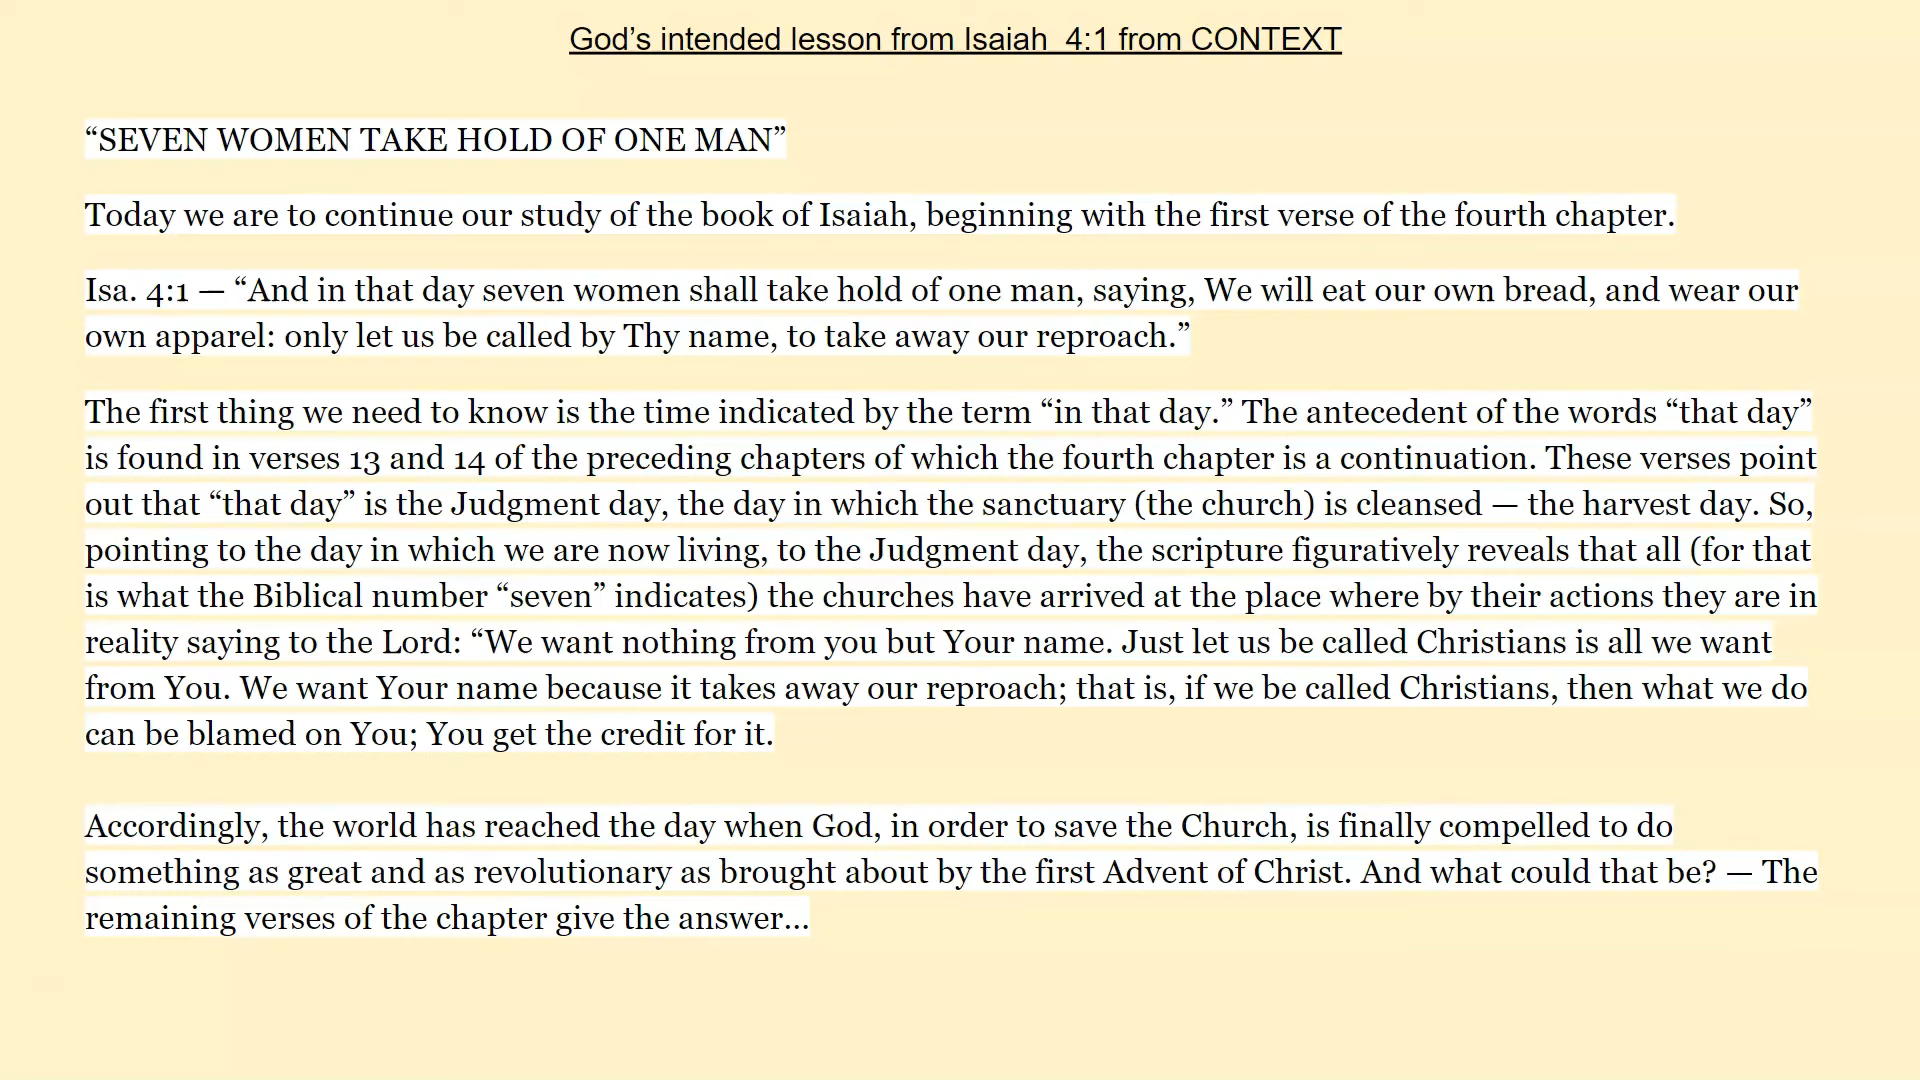 God’s intended lesson from Isaiah  4:1 from CONTEXT
“SEVEN WOMEN TAKE HOLD OF ONE MAN”
Today we are to continue our study of the book of Isaiah, beginning with the first verse of the fourth chapter.
Isa. 4:1 — “And in that day seven women shall take hold of one man, saying, We will eat our own bread, and wear our
own apparel: only let us be called by Thy name, to take away our reproach.”
The first thing we need to know is the time indicated by the term “in that day.” The antecedent of the words “that day”
is found in verses 13 and 14 of the preceding chapters of which the fourth chapter is a continuation. These verses point
out that “that day” is the Judgment day, the day in which the sanctuary (the church) is cleansed — the harvest day. So,
pointing to the day in which we are now living, to the Judgment day, the scripture figuratively reveals that all (for that
is what the Biblical number “seven” indicates) the churches have arrived at the place where by their actions they are in
reality saying to the Lord: “We want nothing from you but Your name. Just let us be called Christians is all we want
from You. We want Your name because it takes away our reproach; that is, if we be called Christians, then what we do
can be blamed on You; You get the credit for it.
Accordingly, the world has reached the day when God, in order to save the Church, is finally compelled to do
something as great and as revolutionary as brought about by the first Advent of Christ. And what could that be? — The
remaining verses of the chapter give the answer...